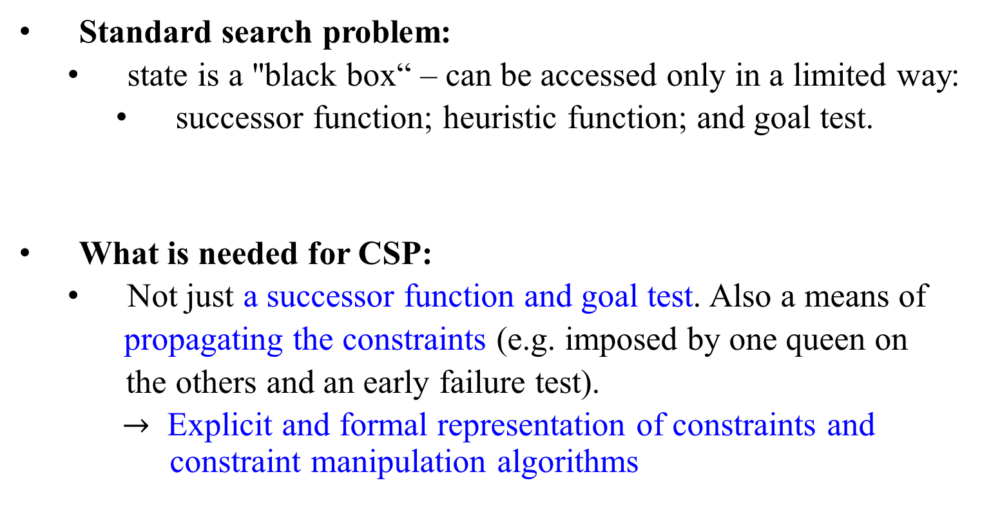 • Standard search problem:
• state is a "black box“ – can be accessed only in a limited way:
• successor function; heuristic function; and goal test.
• What is needed for CSP:
• Not just a successor function and goal test. Also a means of
propagating the constraints (e.g. imposed by one queen on
the others and an early failure test).
→ Explicit and formal representation of constraints and
constraint manipulation algorithms